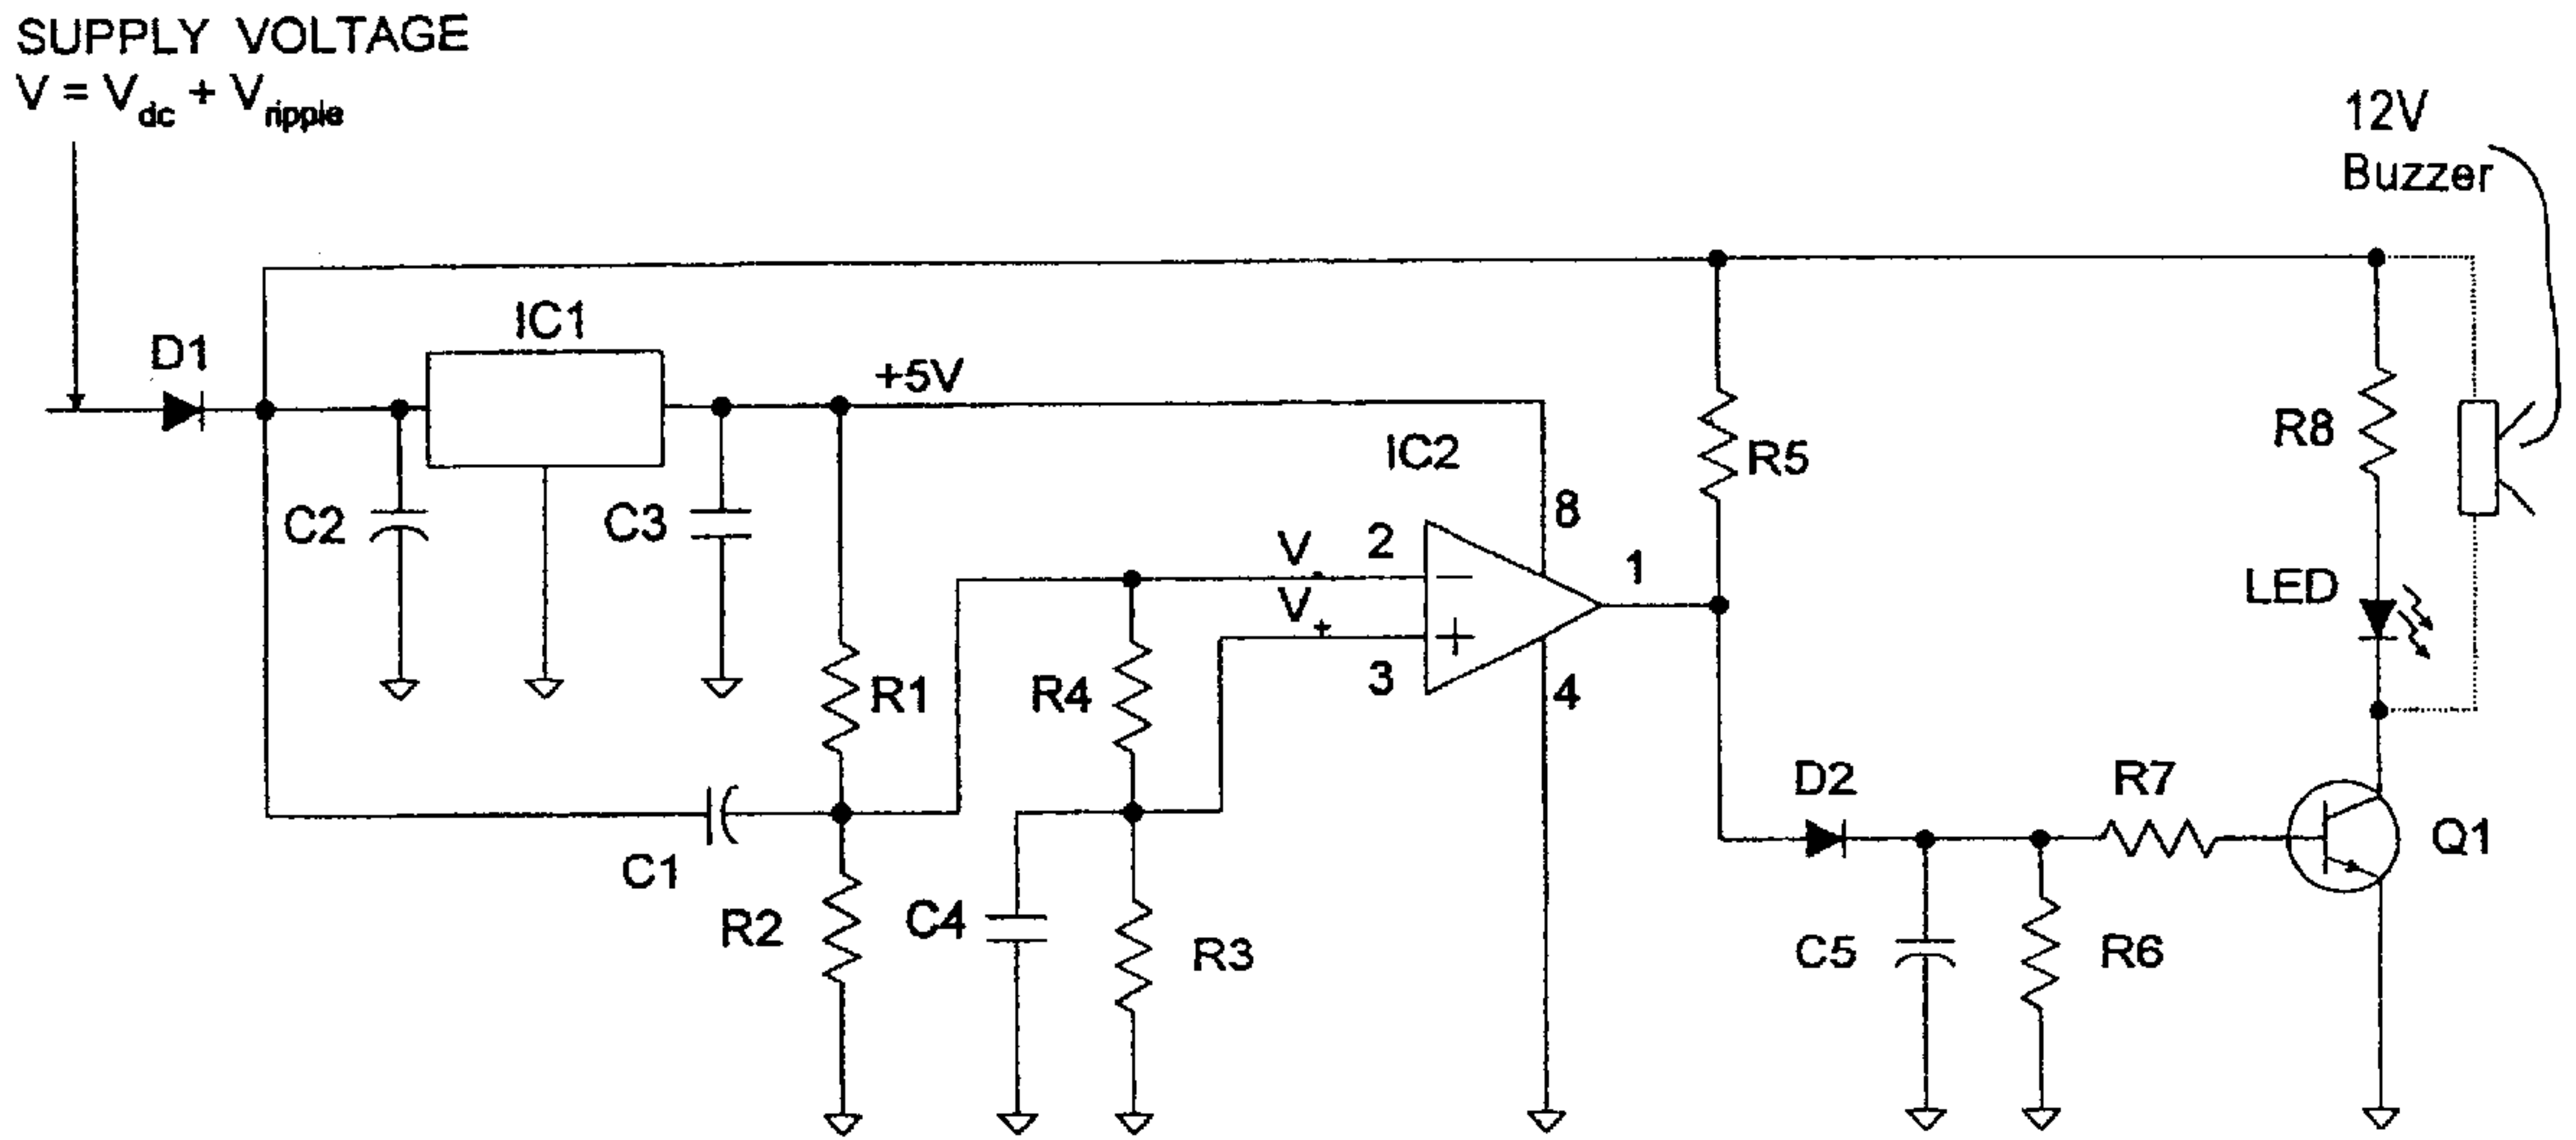 SUPPLY VOLTAGE
V = Vdc + Vripple
12V
Buzzer
D1
IC1
+5V
IC2
R5
R8
C2
C3
8
V-
2
1
LED
V+
3
4
R1
R4
C1
R2
C4
R3
D2
R7
Q1
C5
R6